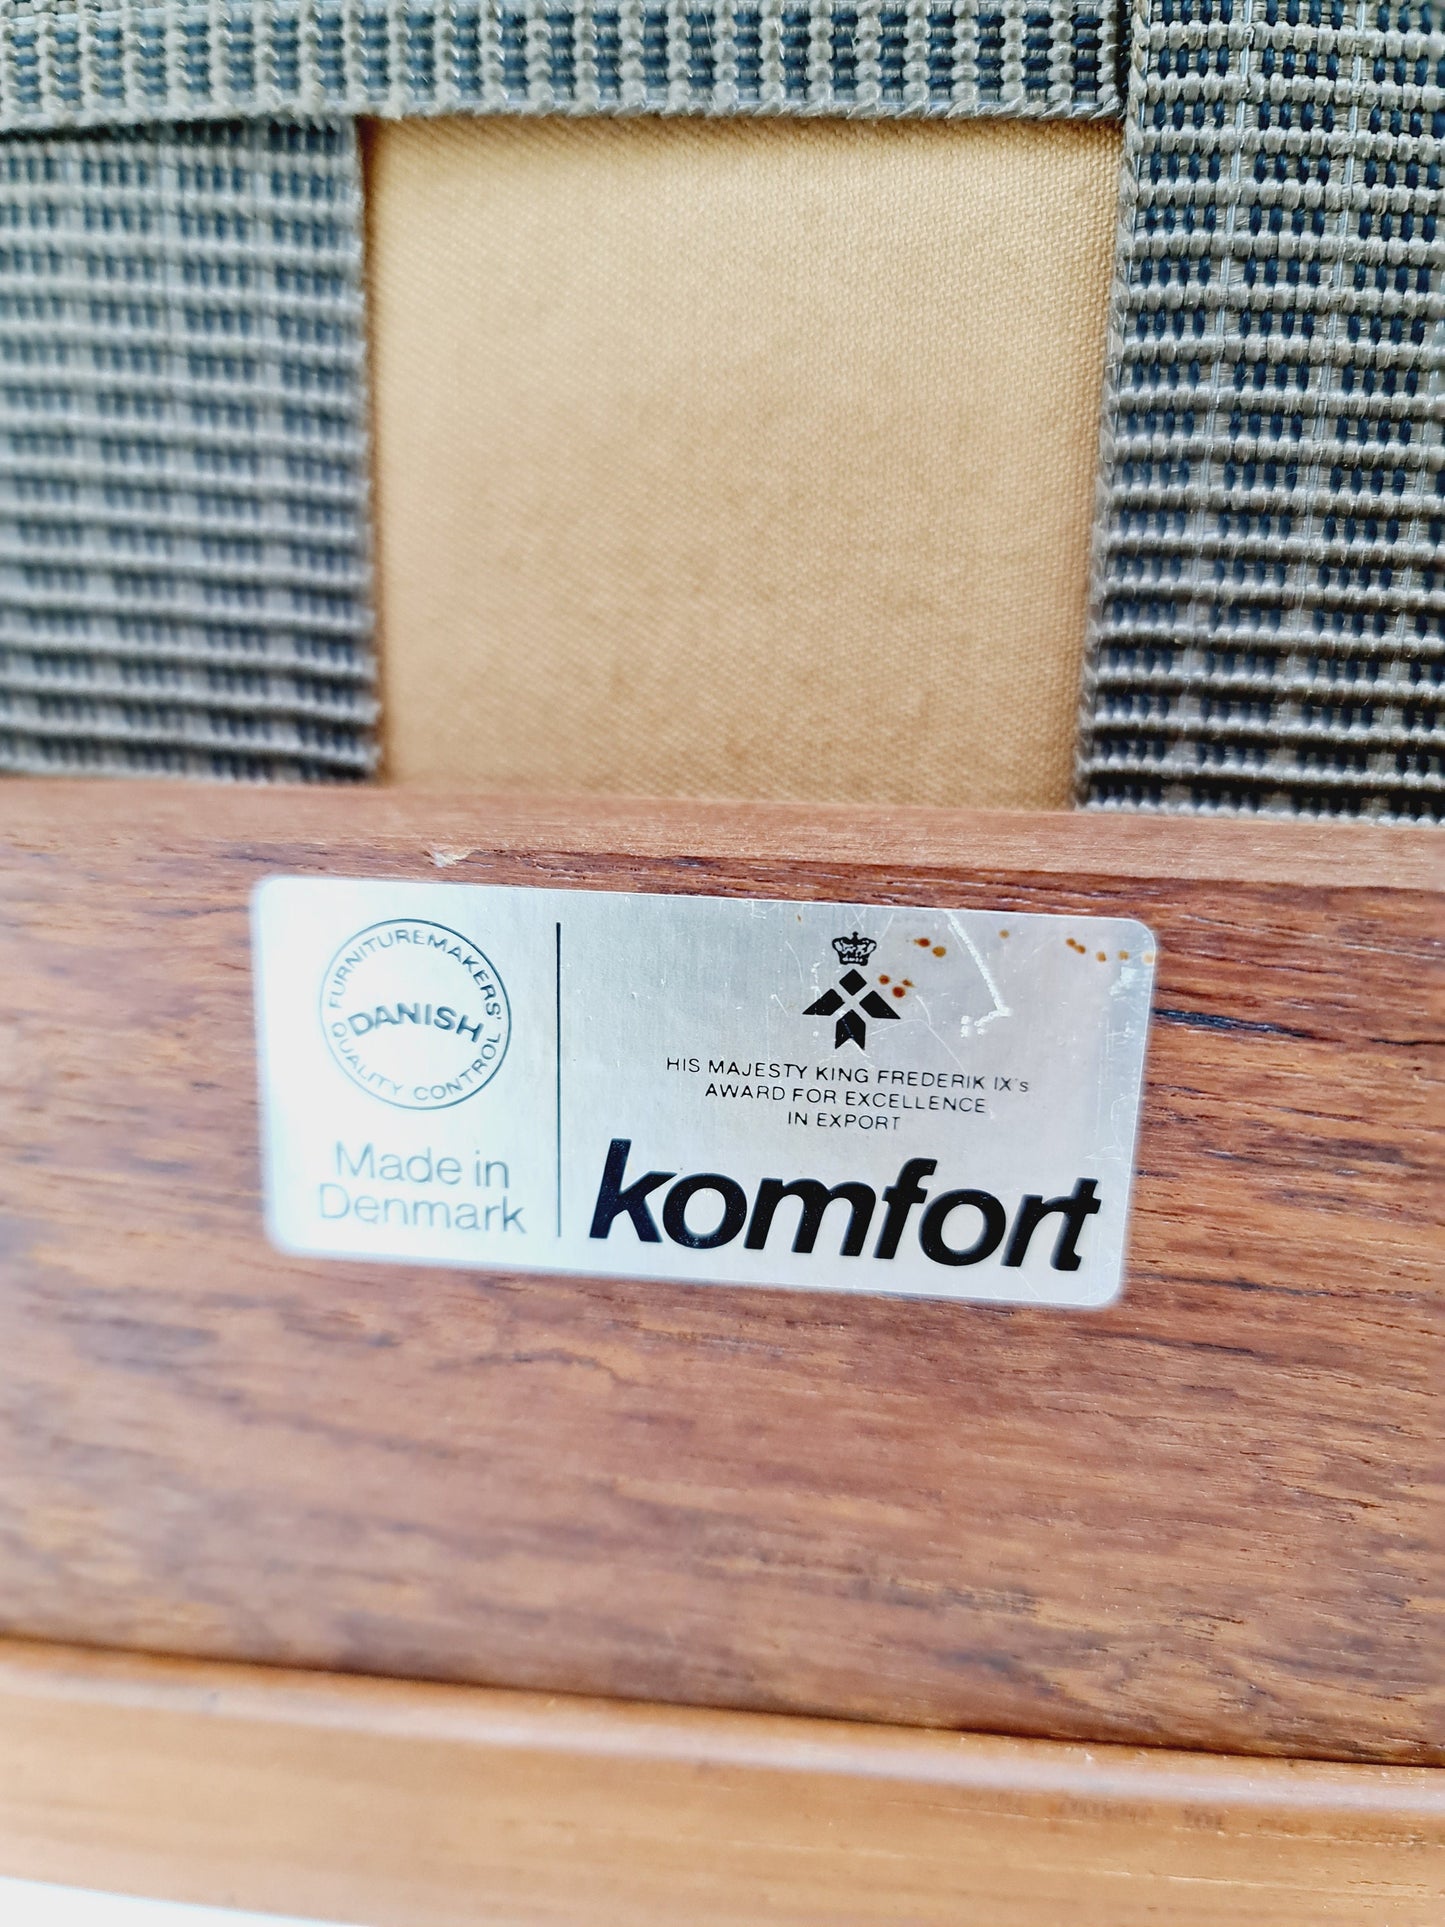 FURNITUREMAKERS'
DANISH
QUALITY CONTROL
Made in
Denmark
HIS MAJESTY KING FREDERIK IX's
AWARD FOR EXCELLENCE
IN EXPORT
komfort